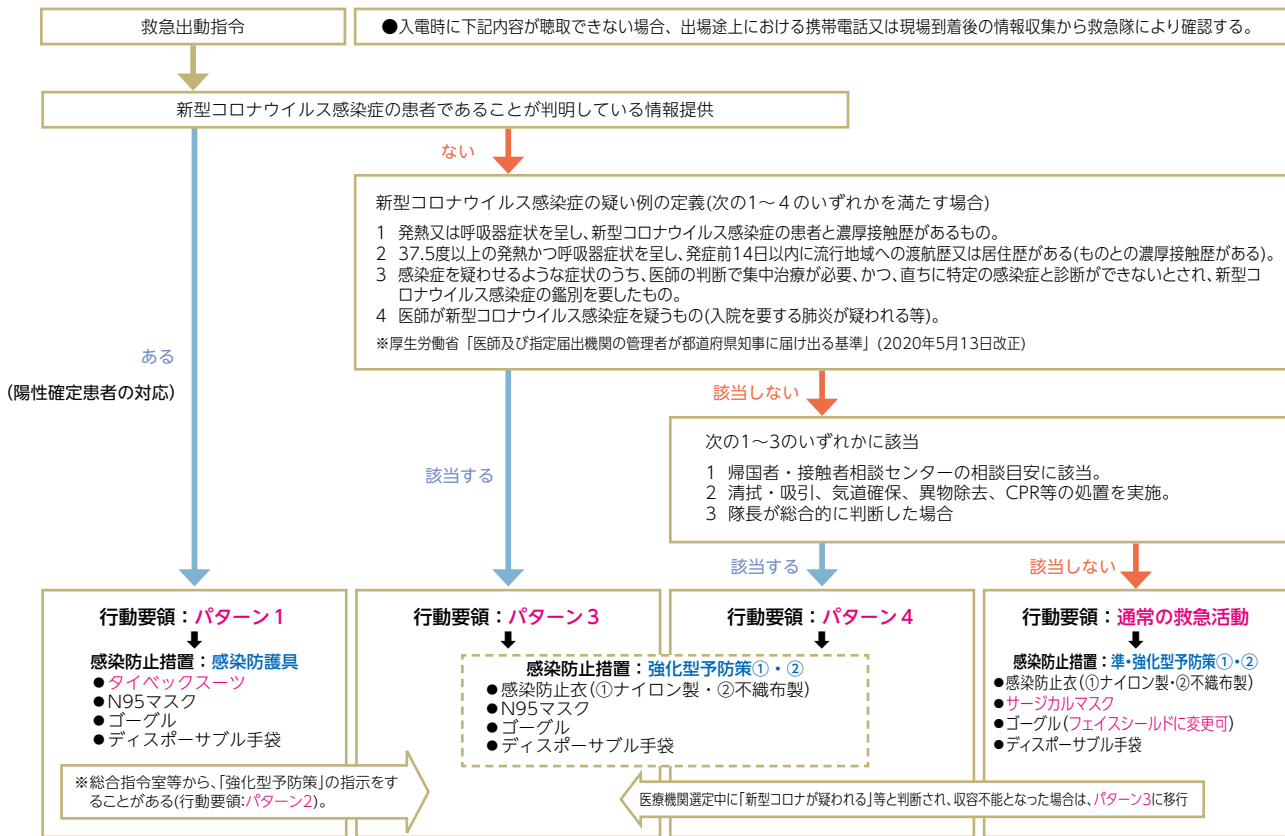 救急出動指令
●入電時に下記内容が聴取できない場合、出場途上における携帯電話又は現場到着後の情報収集から救急隊により確認する。
新型コロナウイルス感染症の患者であることが判明している情報提供
ない
新型コロナウイルス感染症の疑い例の定義(次の1～４のいずれかを満たす場合)
1 発熱又は呼吸器症状を呈し、新型コロナウイルス感染症の患者と濃厚接触歴があるもの。
2 37.5度以上の発熱かつ呼吸器症状を呈し、発症前14日以内に流行地域への渡航歴又は居住歴がある(ものとの濃厚接触歴がある)。
3 感染症を疑わせるような症状のうち、医師の判断で集中治療が必要、かつ、直ちに特定の感染症と診断ができないとされ、新型コ
ロナウイルス感染症の鑑別を要したもの。
4 医師が新型コロナウイルス感染症を疑うもの(入院を要する肺炎が疑われる等)。
※厚生労働省「医師及び指定届出機関の管理者が都道府県知事に届け出る基準」(2020年5月13日改正)
ある
(陽性確定患者の対応)
該当しない
次の1～3のいずれかに該当
1 帰国者・接触者相談センターの相談目安に該当。
2 清拭・吸引、気道確保、異物除去、CPR等の処置を実施。
3 隊長が総合的に判断した場合
該当する
該当する
該当しない
行動要領：パターン１
感染防止措置：感染防護具
●タイベックスーツ
●N95マスク
●ゴーグル
●ディスポーサブル手袋
行動要領：パターン３
行動要領：パターン４
感染防止措置：強化型予防策①・②
●感染防止衣(①ナイロン製・②不織布製)
●N95マスク
●ゴーグル
●ディスポーサブル手袋
行動要領：通常の救急活動
感染防止措置：準・強化型予防策①・②
●感染防止衣(①ナイロン製・②不織布製)
●サージカルマスク
●ゴーグル(フェイスシールドに変更可)
●ディスポーサブル手袋
※総合指令室等から、「強化型予防策」の指示をす
ることがある(行動要領:パターン2)。
医療機関選定中に「新型コロナが疑われる」等と判断され、収容不能となった場合は、パターン3に移行